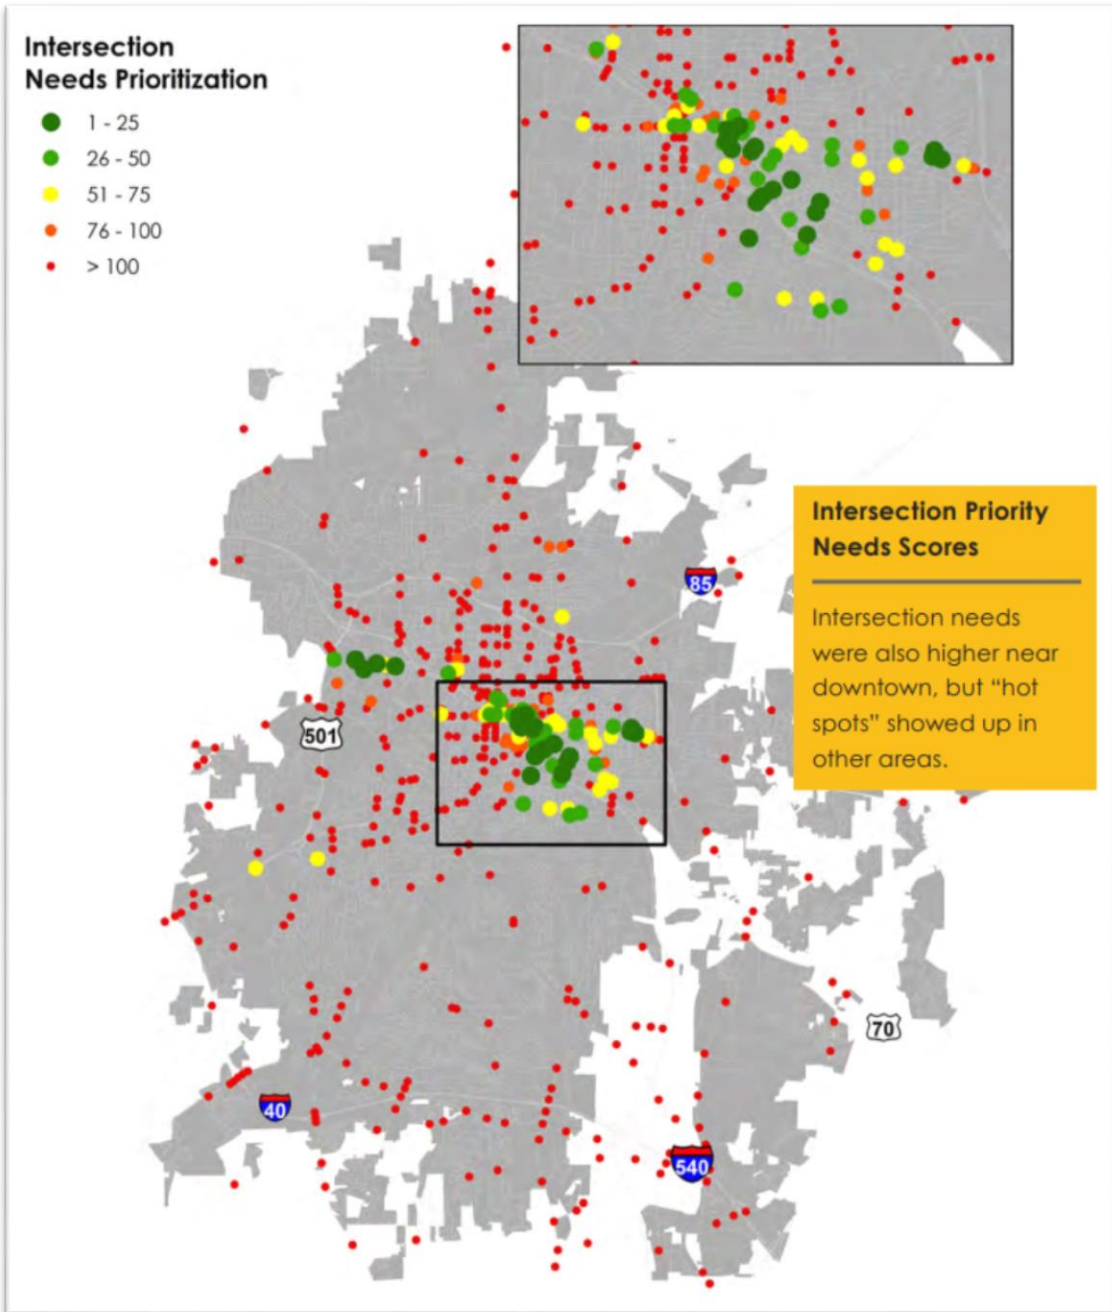 Intersection
Needs Prioritization
1 - 25
26 - 50
51 - 75
76 - 100
> 100
Intersection Priority
Needs Scores
Intersection needs
were also higher near
downtown, but “hot
spots” showed up in
other areas.
85
501
70
40
540